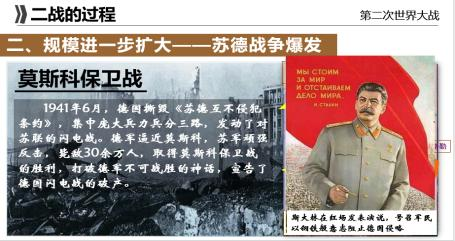 二战的过程
第二次世界大战
二、规模进一步扩大——苏德战争爆发
莫斯科保卫战
1941年6月，德国撕毁《苏德互不侵犯
条约》，集中庞大兵力兵分三路，发动了对
苏联的闪电战。德军逼近莫斯科，苏军顽强
反击，毙敌30余万人，取得莫斯科保卫战
的胜利，打破德军不可战胜的神话，宣告了
德国闪电战的破产。
МЫ СТОИМ
ЗА МИР
И ОТСТАИВАЕМ
ДЕЛО МИРА.
И. СТАЛИН
斯大林在红场发表演说，号召军民
以钢铁般意志阻止德国侵略